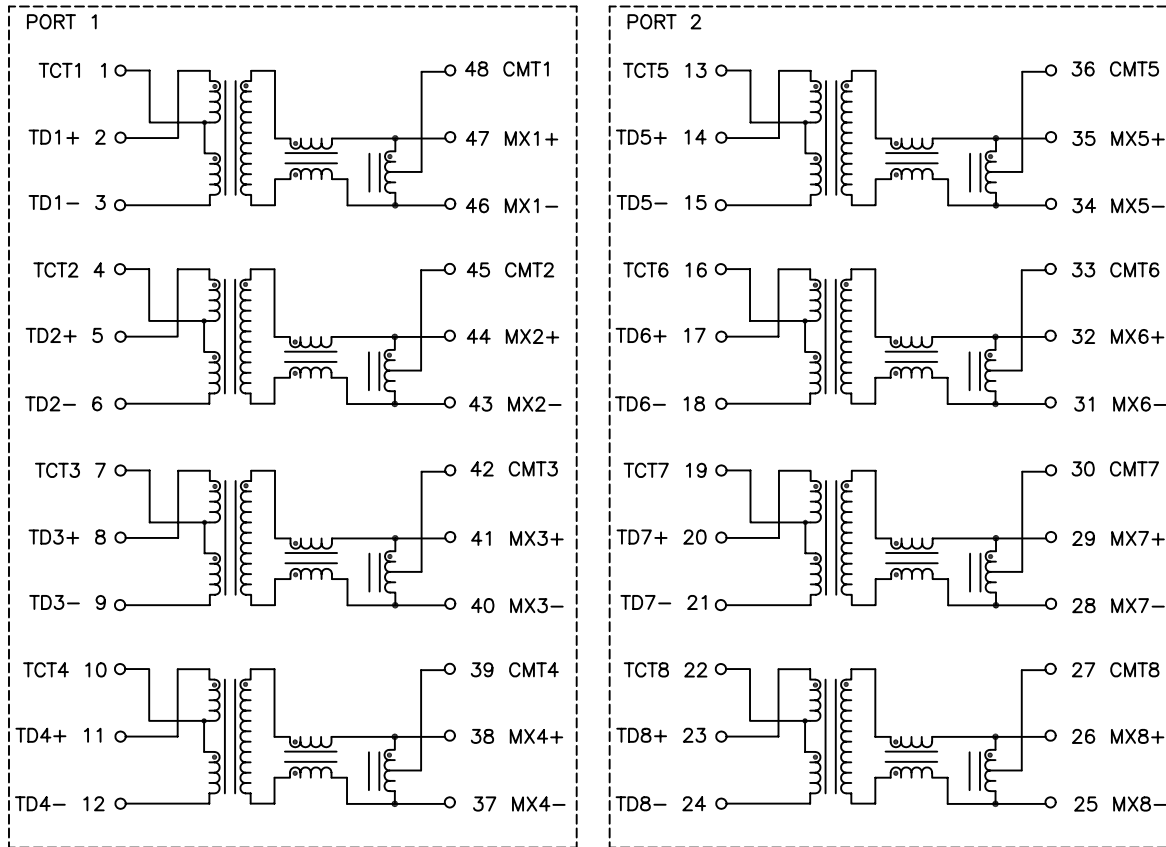 PORT 1
TCT1 1
48 CMT1
TD1+ 2
47 MX1+
TD1− 3
46 MX1−
TCT2 4
45 CMT2
TD2+ 5
44 MX2+
TD2− 6
43 MX2−
TCT3 7
42 CMT3
TD3+ 8
41 MX3+
TD3− 9
40 MX3−
TCT4 10
39 CMT4
TD4+ 11
38 MX4+
TD4− 12
37 MX4−
PORT 2
TCT5 13
36 CMT5
TD5+ 14
35 MX5+
TD5− 15
34 MX5−
TCT6 16
33 CMT6
TD6+ 17
32 MX6+
TD6− 18
31 MX6−
TCT7 19
30 CMT7
TD7+ 20
29 MX7+
TD7− 21
28 MX7−
TCT8 22
27 CMT8
TD8+ 23
26 MX8+
TD8− 24
25 MX8−